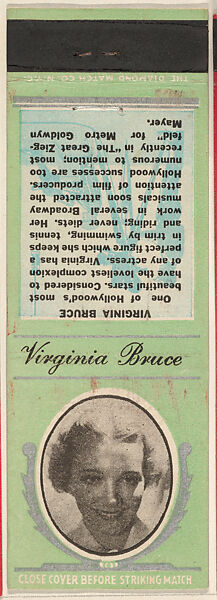 THE DIAMOND MATCH CO. N.Y.C.
VIRGINIA BRUCE
One of Hollywood's most
beautiful stars. Considered to
have the loveliest complexion
of any actress. Virginia has a
perfect figure which she keeps
in trim by swimming, tennis
and riding; never diets. Her
work in several Broadway
musicals soon attracted the
attention of film producers.
Hollywood successes are too
numerous to mention; most
recently in "The Great Zieg-
feld" for Metro Goldwyn
Mayer.
Virginia Bruce
CLOSE COVER BEFORE STRIKING MATCH